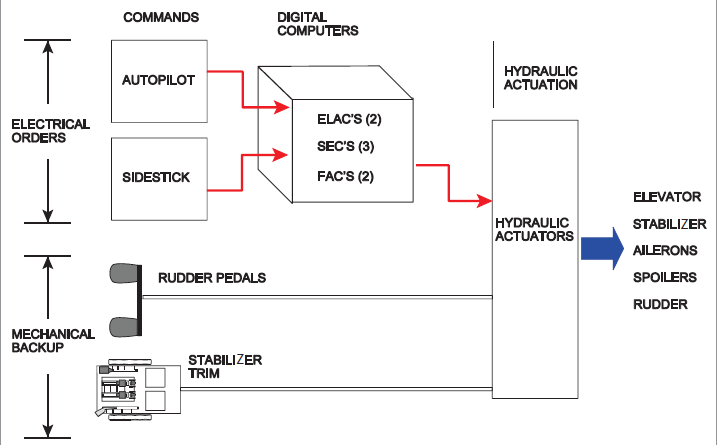 COMMANDS
DIGITAL
COMPUTERS
HYDRAULIC
ACTUATION
AUTOPILOT
ELECTRICAL
ORDERS
SIDESTICK
ELAC'S (2)
SEC'S (3)
FAC'S (2)
HYDRAULIC
ACTUATORS
ELEVATOR
STABILIZER
AILERONS
SPOILERS
RUDDER
MECHANICAL
BACKUP
RUDDER PEDALS
STABILIZER
TRIM